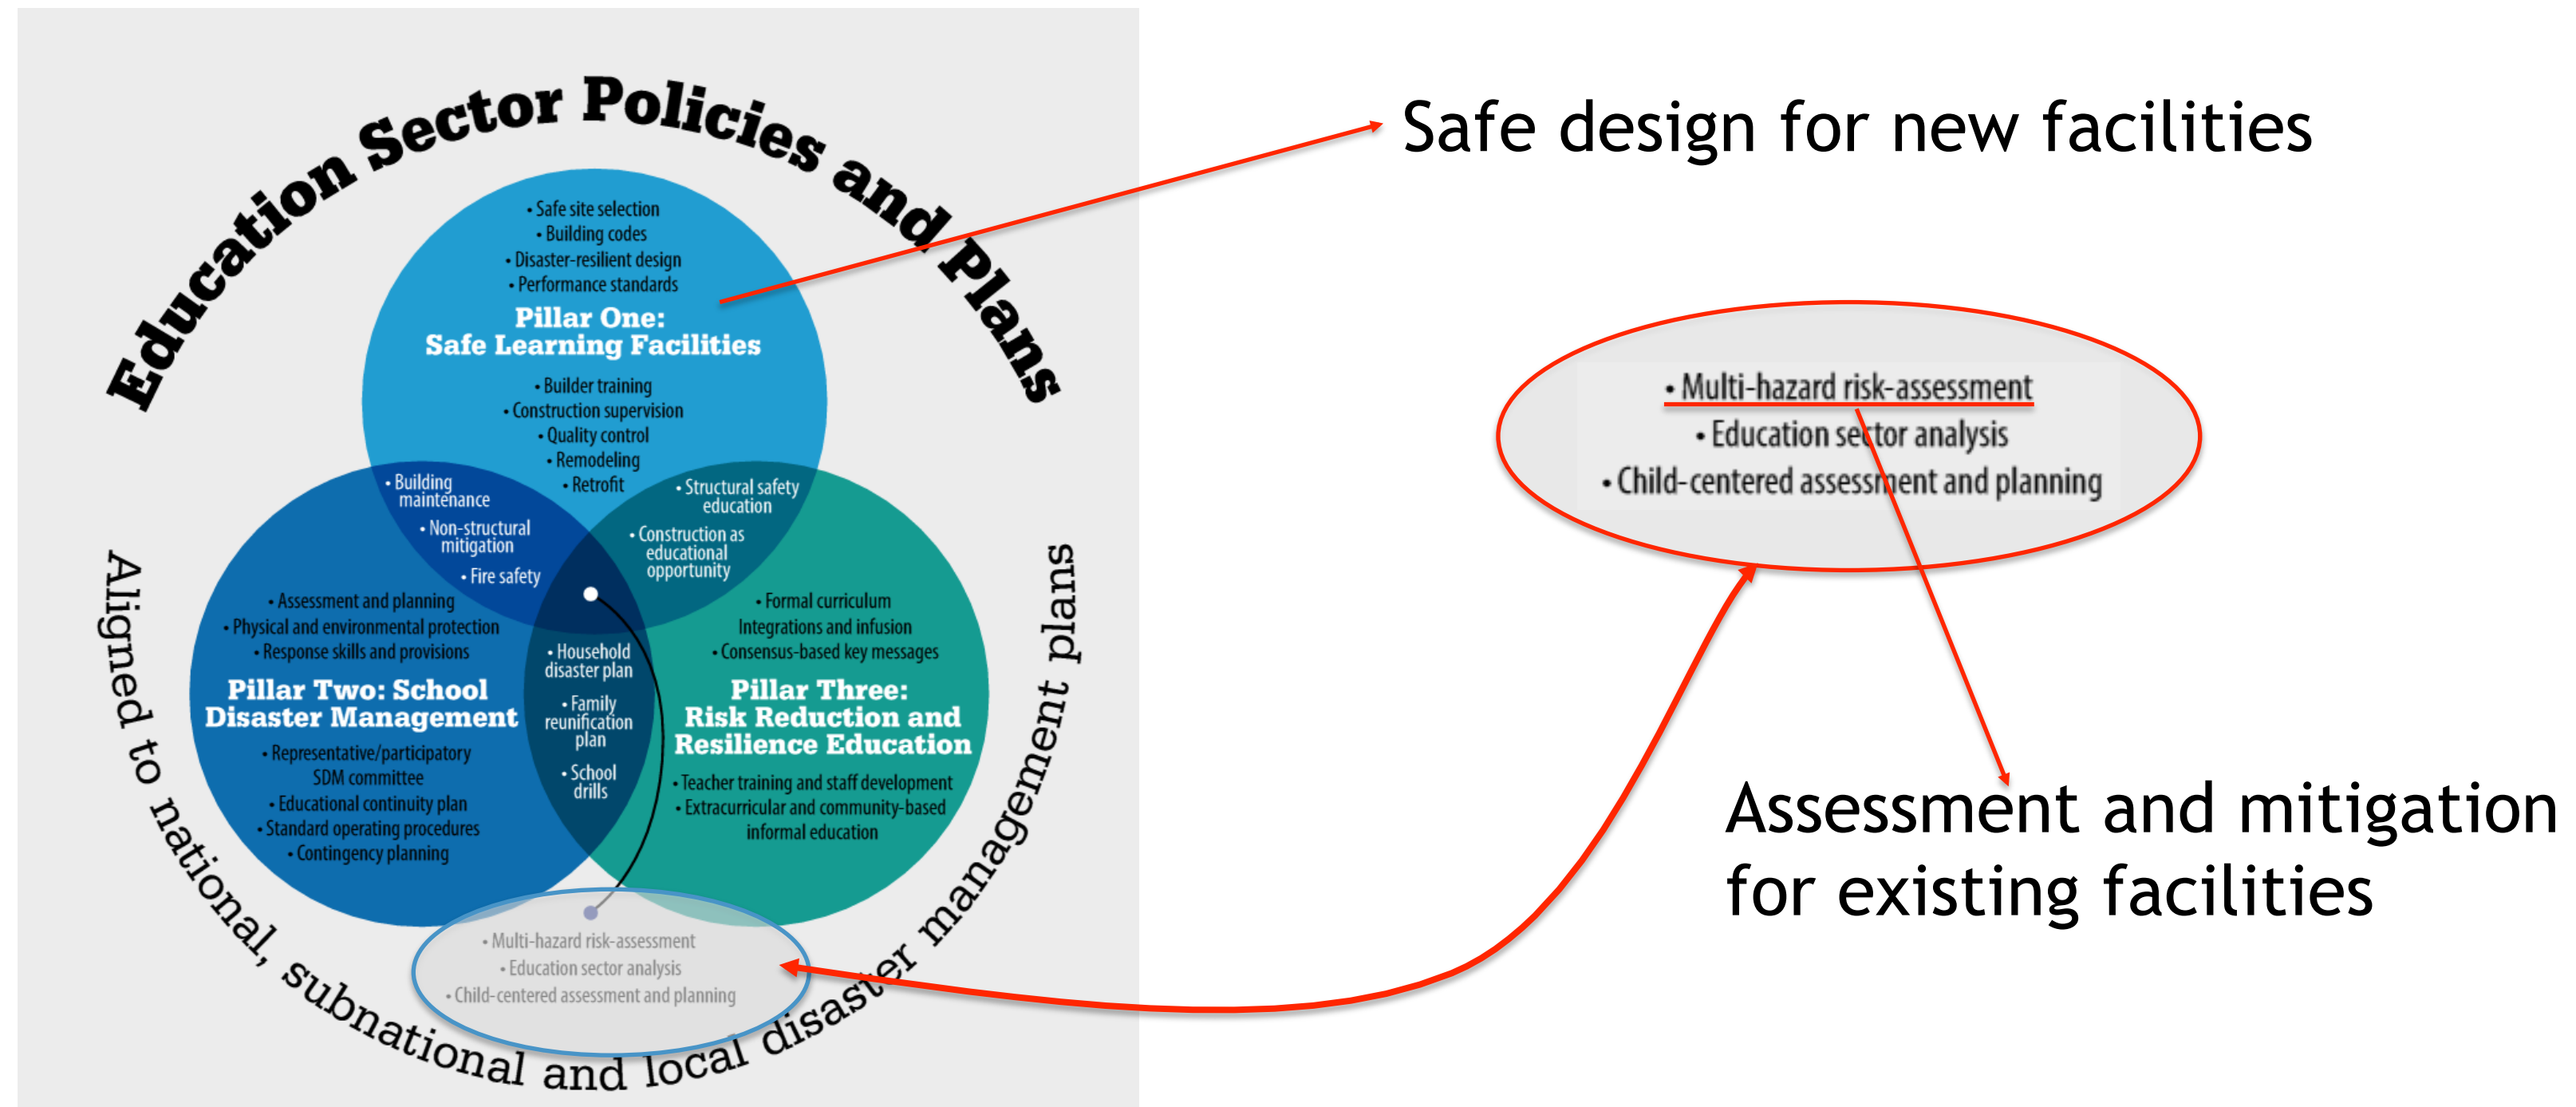 Education Sector Policies and Plans
• Safe site selection
• Building codes
• Disaster-resilient design
• Performance standards
Pillar One:
Safe Learning Facilities
• Builder training
• Construction supervision
• Quality control
• Remodeling
• Retrofit
• Building
maintenance
• Non-structural
mitigation
• Fire safety
• Structural safety
education
• Construction as
educational
opportunity
• Assessment and planning
• Physical and environmental protection
• Response skills and provisions
Pillar Two: School
Disaster Management
• Representative/participatory
SDM committee
• Educational continuity plan
• Standard operating procedures
• Contingency planning
• Household
disaster plan
• Family
reunification
plan
• School
drills
• Formal curriculum
Integrations and infusion
• Consensus-based key messages
Pillar Three:
Risk Reduction and
Resilience Education
• Teacher training and staff development
• Extracurricular and community-based
informal education
• Multi-hazard risk-assessment
• Education sector analysis
• Child-centered assessment and planning
Aligned to national, subnational and local disaster management plans
Safe design for new facilities
• Multi-hazard risk-assessment
• Education sector analysis
• Child-centered assessment and planning
Assessment and mitigation
for existing facilities